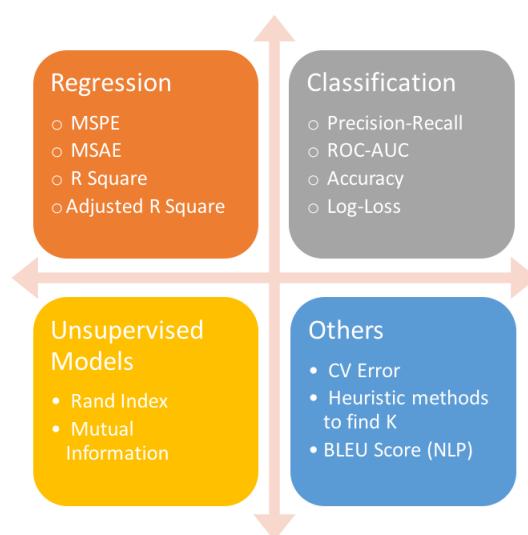 Regression
○ MSPE
○ MSAE
○ R Square
○ Adjusted R Square
Classification
○ Precision-Recall
○ ROC-AUC
○ Accuracy
○ Log-Loss
Unsupervised
Models
• Rand Index
• Mutual
Information
Others
• CV Error
• Heuristic methods
to find K
• BLEU Score (NLP)